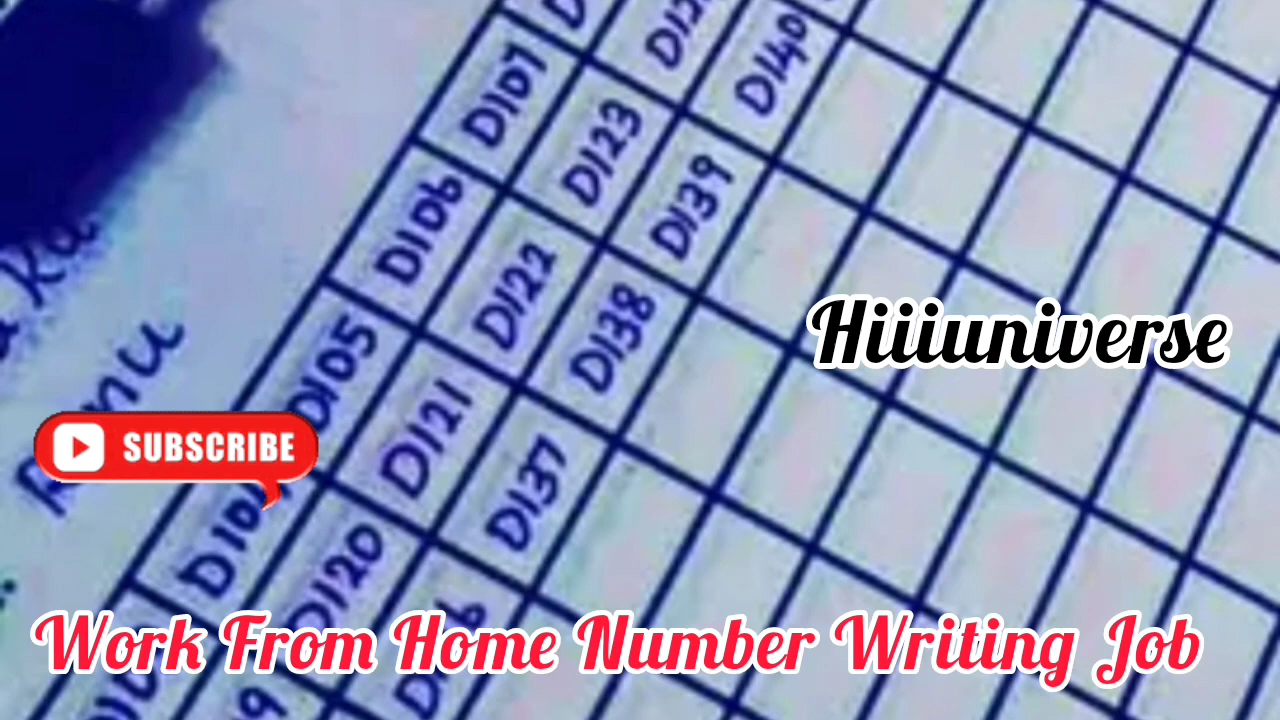 D105 D106 D107
D120 D121 D122 D123
D137 D138 D139 D140
Hiiiuniverse
SUBSCRIBE
Work From Home Number Writing Job